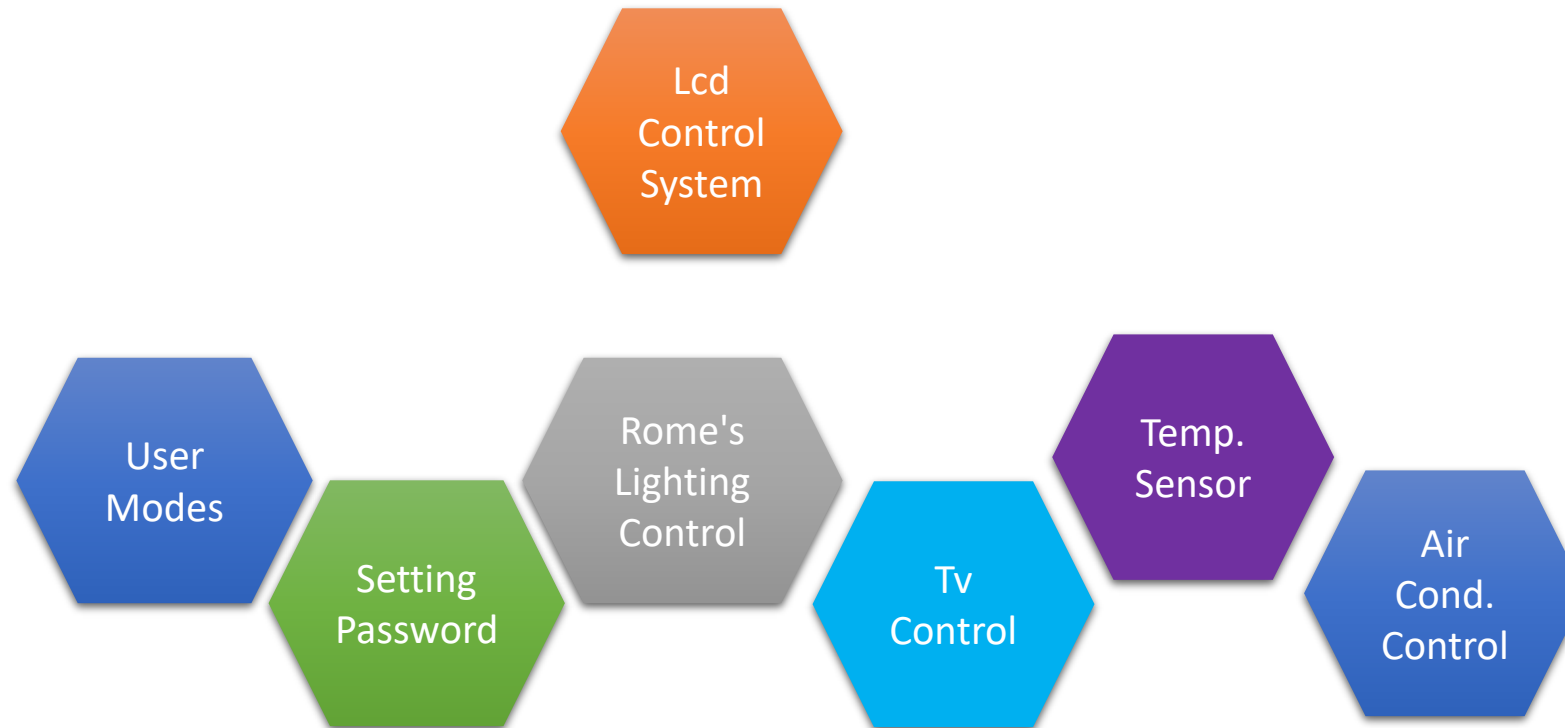 Lcd
Control
System
User
Modes
Setting
Password
Rome's
Lighting
Control
Tv
Control
Temp.
Sensor
Air
Cond.
Control